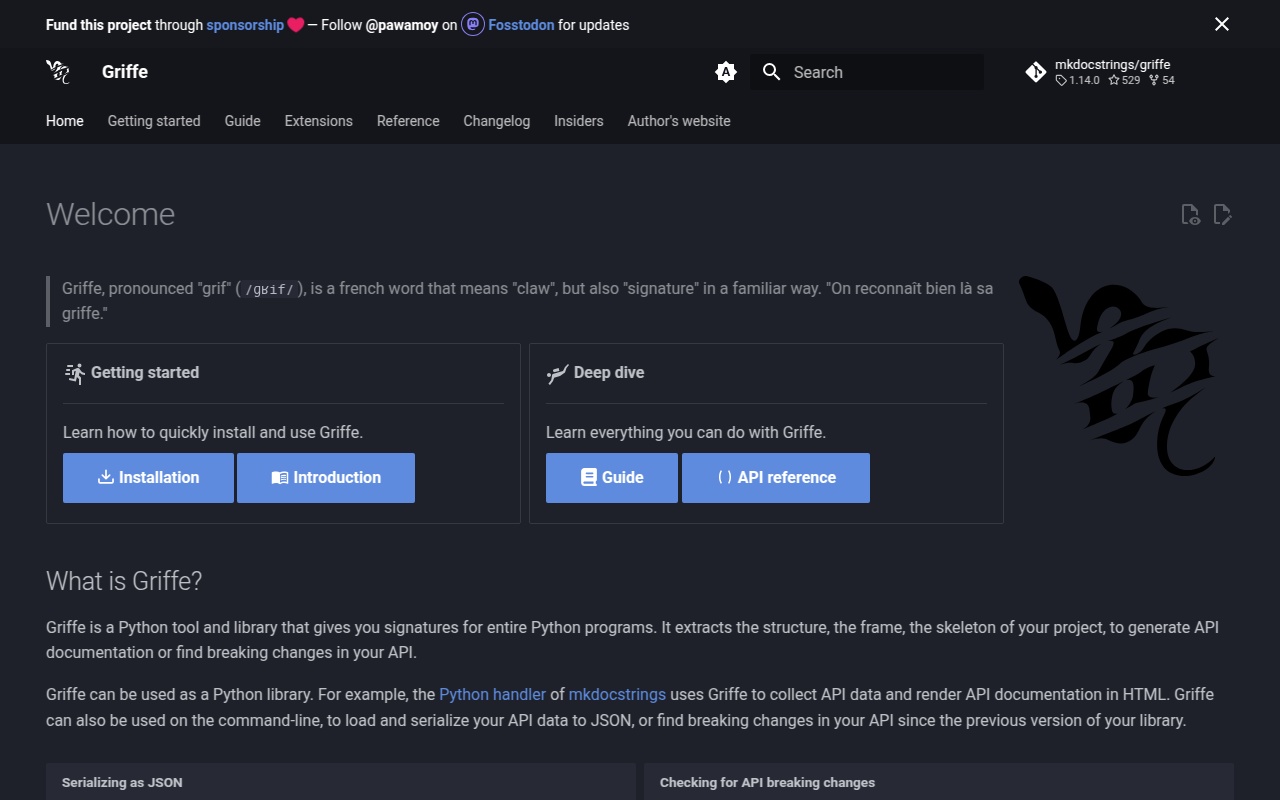 Fund this project through sponsorship — Follow @pawamoy on Fosstodon for updates
Griffe
A
Search
mkdocstrings/griffe
1.14.0 529 54
Home Getting started Guide Extensions Reference Changelog Insiders Author's website
Welcome
Griffe, pronounced "grif" ( /gʁif/ ), is a french word that means "claw", but also "signature" in a familiar way. "On reconnaît bien là sa
griffe."
Getting started
Learn how to quickly install and use Griffe.
Installation Introduction
Deep dive
Learn everything you can do with Griffe.
Guide API reference
What is Griffe?
Griffe is a Python tool and library that gives you signatures for entire Python programs. It extracts the structure, the frame, the skeleton of your project, to generate API
documentation or find breaking changes in your API.
Griffe can be used as a Python library. For example, the Python handler of mkdocstrings uses Griffe to collect API data and render API documentation in HTML. Griffe
can also be used on the command-line, to load and serialize your API data to JSON, or find breaking changes in your API since the previous version of your library.
Serializing as JSON
Checking for API breaking changes